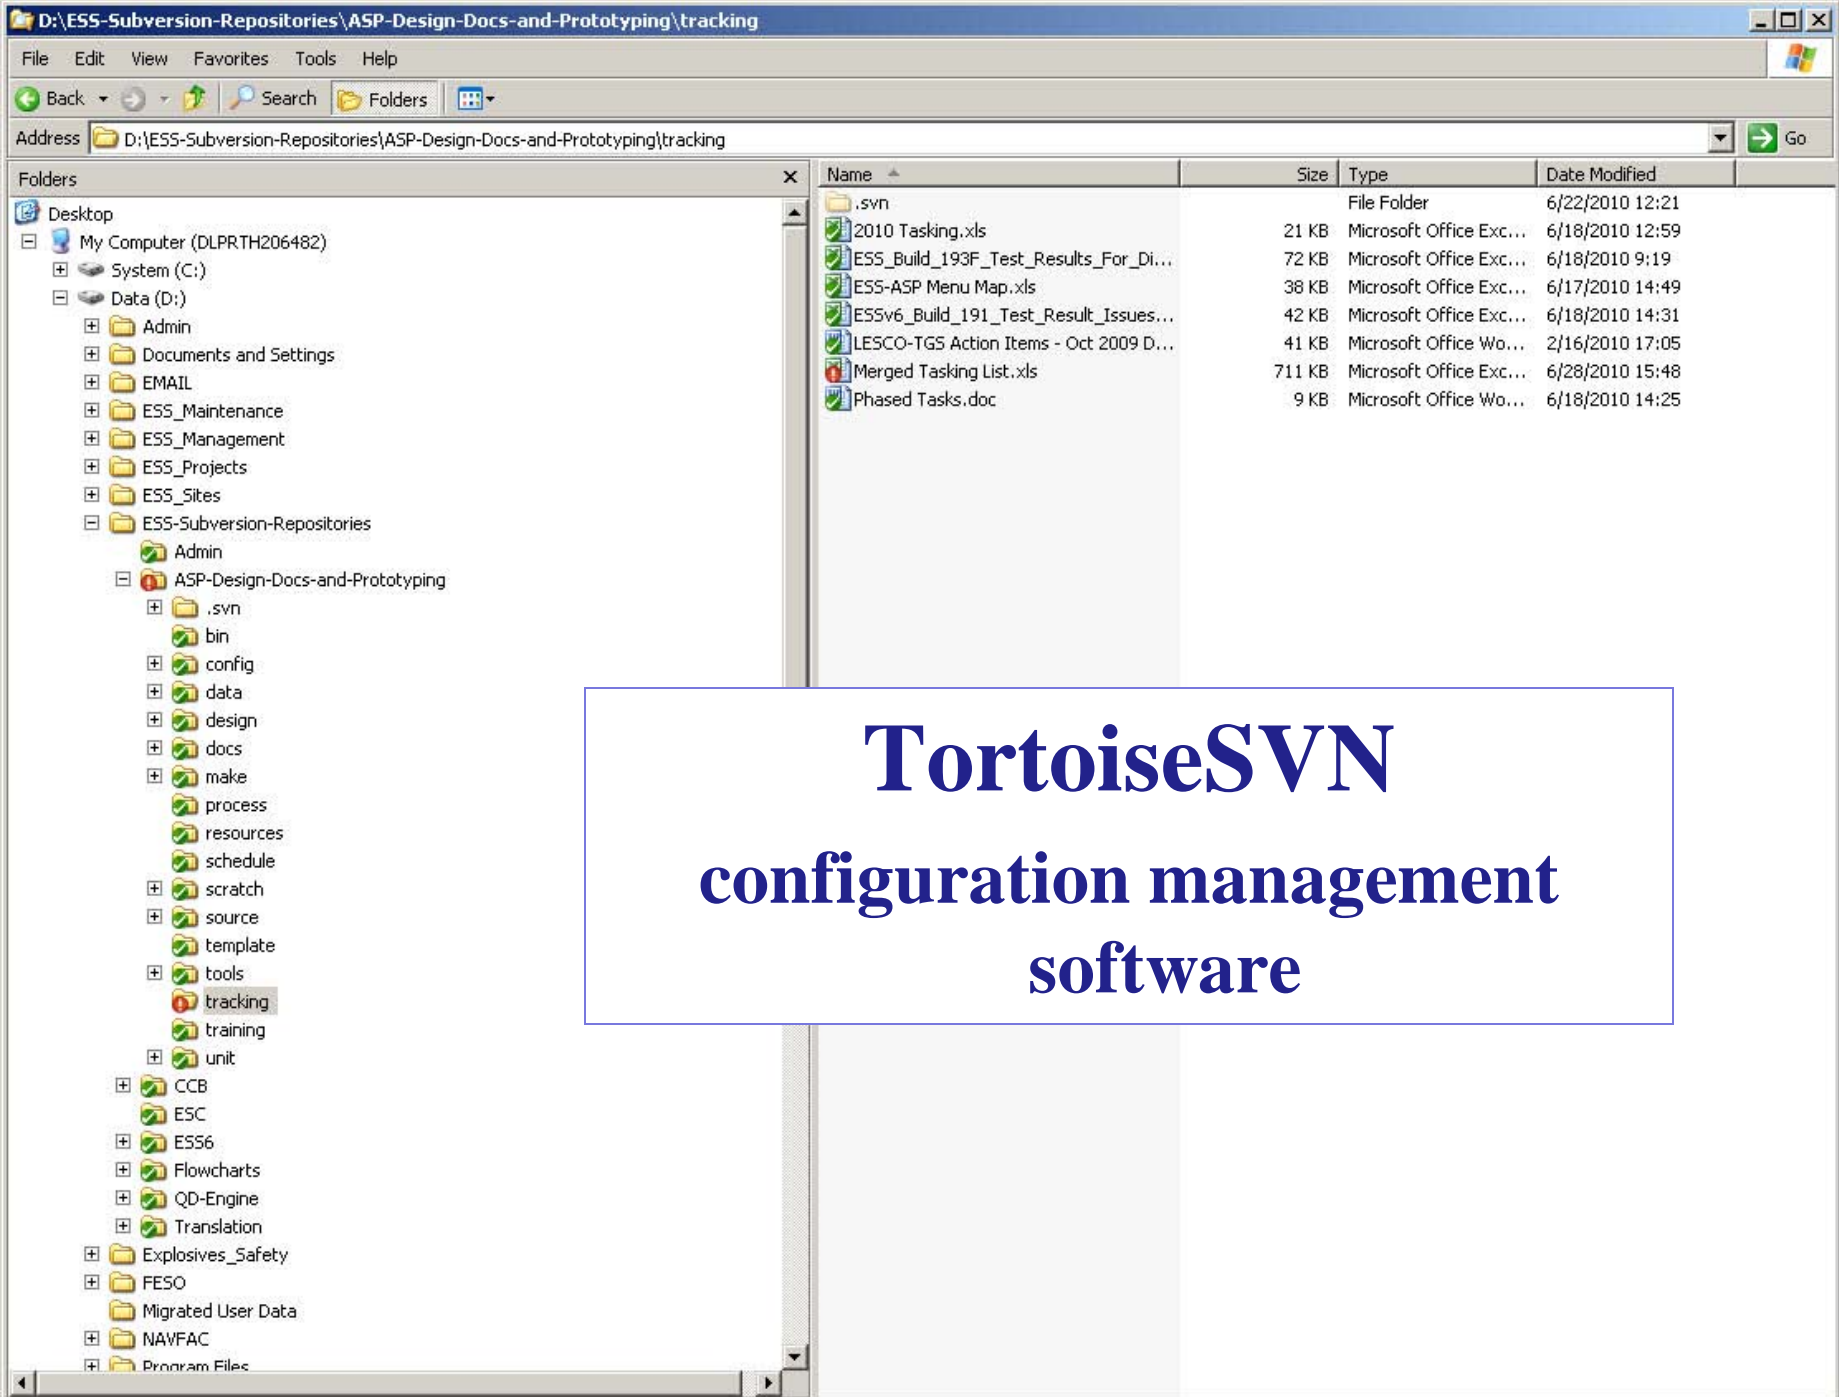 D:\ESS-Subversion-Repositories\ASP-Design-Docs-and-Prototyping\tracking
File Edit View Favorites Tools Help
Back Search Folders
Address D:\ESS-Subversion-Repositories\ASP-Design-Docs-and-Prototyping\tracking Go
Folders
Desktop
My Computer (DLPRTH206482)
System (C:)
Data (D:)
Admin
Documents and Settings
EMAIL
ESS_Maintenance
ESS_Management
ESS_Projects
ESS_Sites
ESS-Subversion-Repositories
Admin
ASP-Design-Docs-and-Prototyping
.svn
bin
config
data
design
docs
make
process
resources
schedule
scratch
source
template
tools
tracking
training
unit
CCB
ESC
ESS6
Flowcharts
QD-Engine
Translation
Explosives_Safety
FESO
Migrated User Data
NAVFAC
Program Files
Name Size Type Date Modified
.svn File Folder 6/22/2010 12:21
2010 Tasking.xls 21 KB Microsoft Office Exc... 6/18/2010 12:59
ESS_Build_193F_Test_Results_For_Di... 72 KB Microsoft Office Exc... 6/18/2010 9:19
ESS-ASP Menu Map.xls 38 KB Microsoft Office Exc... 6/17/2010 14:49
ESSv6_Build_191_Test_Result_Issues... 42 KB Microsoft Office Exc... 6/18/2010 14:31
LESCO-TGS Action Items - Oct 2009 D... 41 KB Microsoft Office Wo... 2/16/2010 17:05
Merged Tasking List.xls 711 KB Microsoft Office Exc... 6/28/2010 15:48
Phased Tasks.doc 9 KB Microsoft Office Wo... 6/18/2010 14:25
TortoiseSVN
configuration management
software